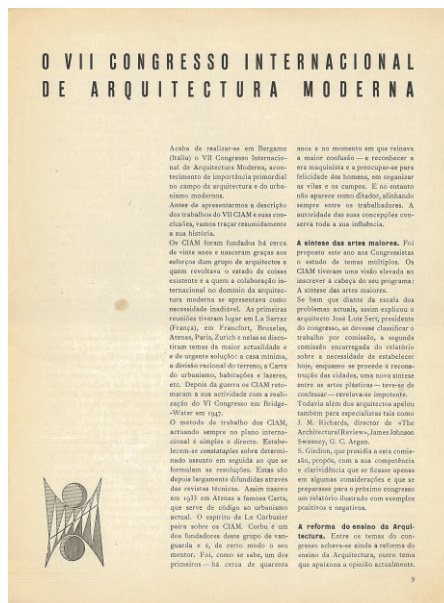 O VII CONGRESSO INTERNACIONAL
DE ARQUITECTURA MODERNA
Acaba de realizar-se em Bergamo
(Itália) o VII Congresso Internacio-
nal de Arquitectura Moderna, acon-
tecimento de importância primordial
no campo da arquitectura e do urba-
nismo modernos.
Antes de apresentarmos a descrição
dos trabalhos do VII CIAM e suas con-
clusões, vamos traçar resumidamente
a sua história.
Os CIAM foram fundados há cerca
de vinte anos e nasceram graças aos
esforços dum grupo de arquitectos a
quem revoltava o estado de coisas
existente e a quem a colaboração in-
ternacional no domínio da arquitec-
tura moderna se apresentava como
necessidade inadiável. As primeiras
reuniões tiveram lugar em La Sarraz
(França), em Francfort, Bruxelas,
Atenas, Paris, Zurich e nelas se discu-
tiram temas da maior actualidade e
e de urgente solução: a casa mínima,
a divisão racional do terreno, a Carta
do urbanismo, habitações e lazeres,
etc. Depois da guerra os CIAM reto-
maram a sua actividade com a reali-
zação do VI Congresso em Bridge-
-Water em 1947.
O método de trabalho dos CIAM,
actuando sempre no plano interna-
cional é simples e directo. Estabe-
lecem-se constatações sobre determi-
nado assunto em seguida ao que se
formulam as resoluções. Estas são
depois largamente difundidas através
das revistas técnicas. Assim nasceu
em 1933 em Atenas a famosa Carta,
que serve de código ao urbanismo
actual. O espírito de Le Corbusier
paira sobre os CIAM. Corbu é um
dos fundadores deste grupo de van-
guarda e é, de certo modo o seu
mentor. Foi, como se sabe, um dos
primeiros — há cerca de quarenta
anos e no momento em que reinava
a maior confusão — a reconhecer a
era maquinista e a preocupar-se para
felicidade dos homens, em organizar
as vilas e os campos. E no entanto
não aparece como ditador, alinhando
sempre entre os trabalhadores. A
autoridade das suas concepções con-
serva toda a sua influência.
A síntese das artes maiores. Foi
proposto este ano aos Congressistas
o estudo de temas múltiplos. Os
CIAM tiveram uma visão elevada ao
inscrever à cabeça do seu programa:
A síntese das artes maiores.
Se bem que diante da escala dos
problemas actuais, assim explicou o
arquitecto José Luis Sert, presidente
do congresso, se devesse classificar o
trabalho por comissão, a segunda
comissão encarregada do relatório
sobre a necessidade de estabelecer
hoje, enquanto se procede à recons-
trução das cidades, uma nova síntese
entre as artes plásticas — teve-se de
confessar — revelava-se impotente.
Todavia além dos arquitectos apelou
também para especialistas tais como
J. M. Richards, director de «The
Architectural Review», James Johnson
Sweeney, G. C. Argan.
S. Giedion, que presidia a esta comis-
são, propôs, com a sua competência
e clarividência que se ficasse apenas
em algumas considerações e que se
preparasse para o próximo congresso
um relatório ilustrado com exemplos
positivos e negativos.
A reforma do ensino da Arqui-
tectura. Entre os temas do con-
gresso achava-se ainda a reforma do
ensino da Arquitectura, outro tema
que apaixona a opinião actualmente.
9